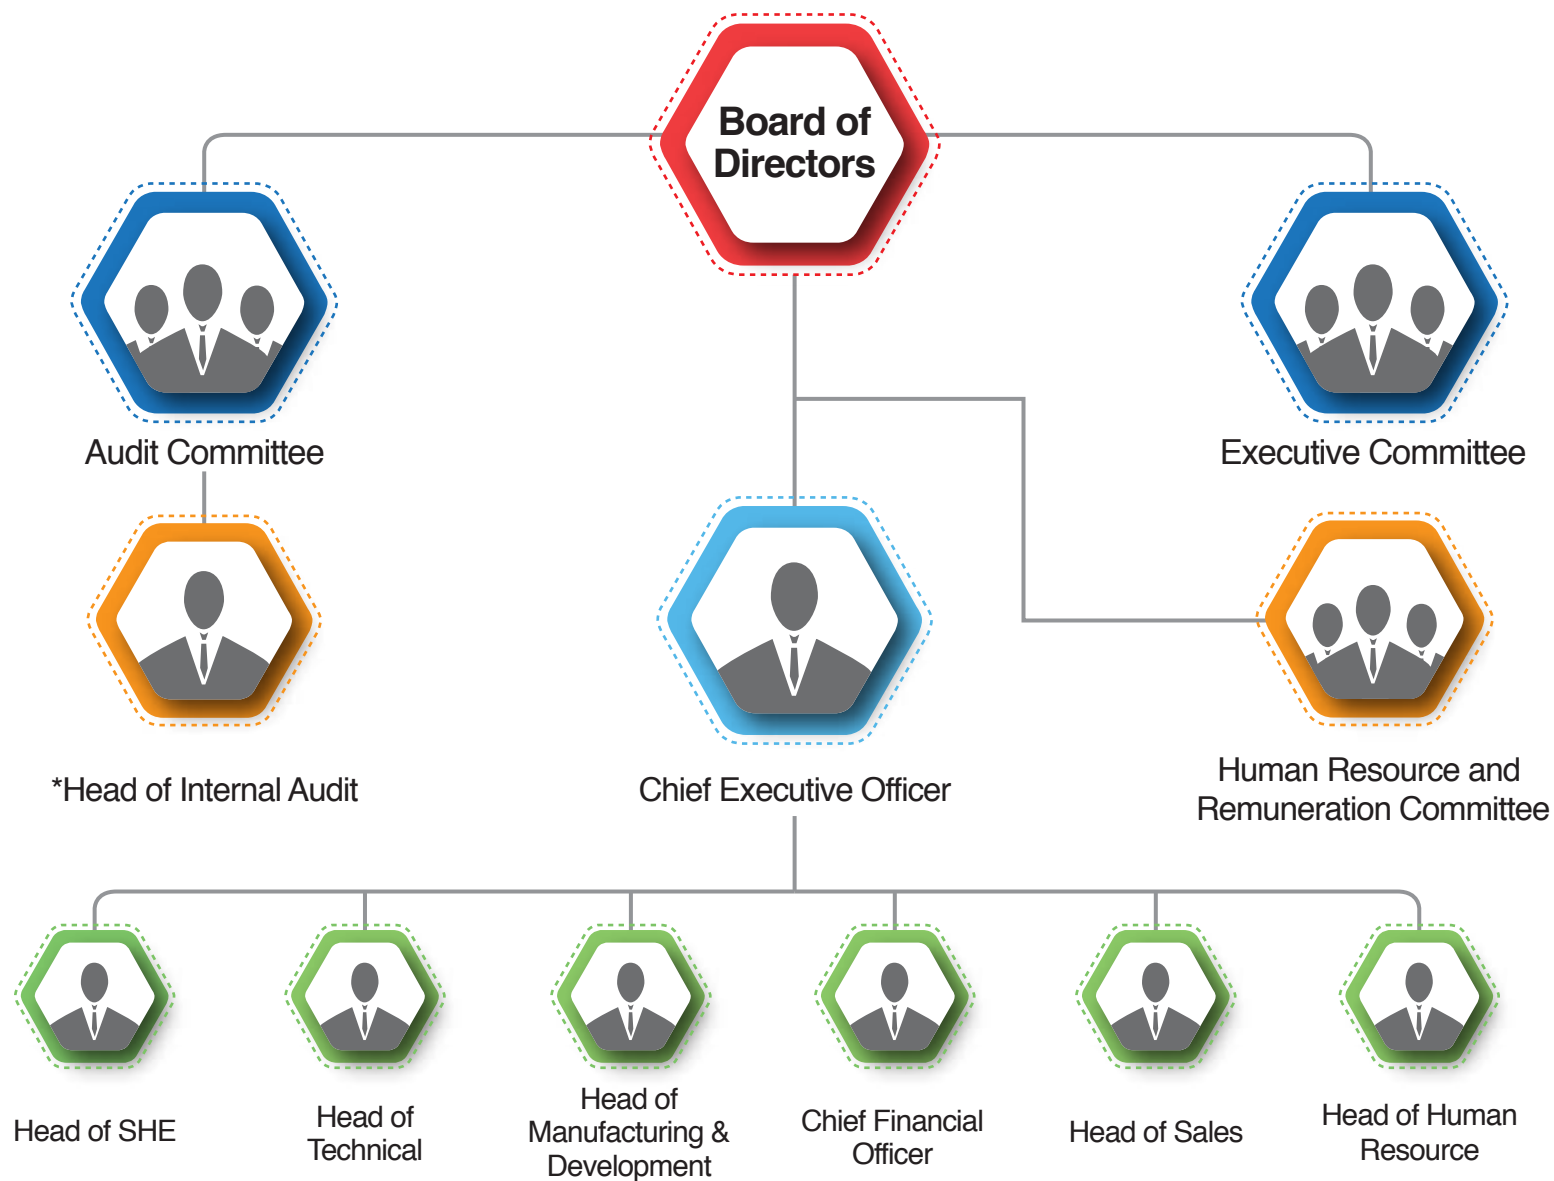 Board of
Directors
Audit Committee
Executive Committee
*Head of Internal Audit
Chief Executive Officer
Human Resource and
Remuneration Committee
Head of SHE
Head of
Technical
Head of
Manufacturing &
Development
Chief Financial
Officer
Head of Sales
Head of Human
Resource